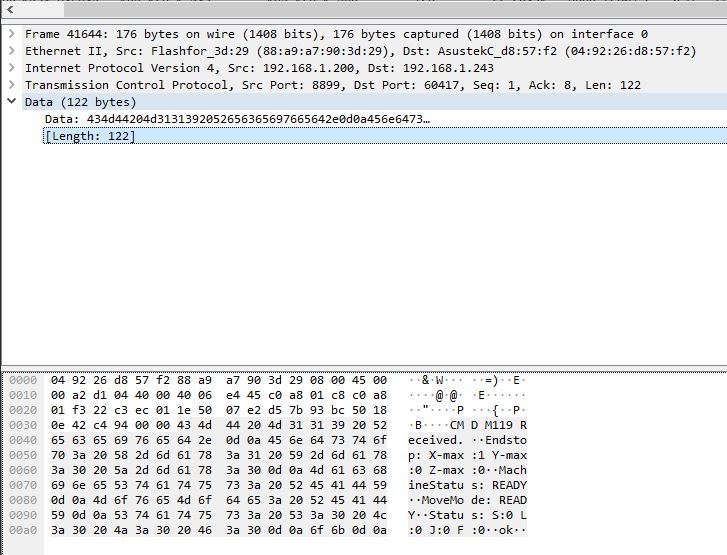 Frame 41644: 176 bytes on wire (1408 bits), 176 bytes captured (1408 bits) on interface 0
Ethernet II, Src: Flashfor_3d:29 (88:a9:a7:90:3d:29), Dst: AsustekC_d8:57:f2 (04:92:26:d8:57:f2)
Internet Protocol Version 4, Src: 192.168.1.200, Dst: 192.168.1.243
Transmission Control Protocol, Src Port: 8899, Dst Port: 60417, Seq: 1, Ack: 8, Len: 122
Data (122 bytes)
Data: 434d44204d3131392052656365697665642e0d0a456e6473…
[Length: 122]
0000 04 92 26 d8 57 f2 88 a9 a7 90 3d 29 08 00 45 00 ··&·W··· ··=)··E·
0010 00 a2 d1 04 40 00 40 06 e4 45 c0 a8 01 c8 c0 a8 ····@·@· ·E······
0020 01 f3 22 c3 ec 01 1e 50 07 e2 d5 7b 93 bc 50 18 ··"····P ···{··P·
0030 0e 42 c4 94 00 00 43 4d 44 20 4d 31 31 39 20 52 ·B····CM D M119 R
0040 65 63 65 69 76 65 64 2e 0d 0a 45 6e 64 73 74 6f eceived. ··Endsto
0050 70 3a 20 58 2d 6d 61 78 3a 31 20 59 2d 6d 61 78 p: X-max :1 Y-max
0060 3a 30 20 5a 2d 6d 61 78 3a 30 0d 0a 4d 61 63 68 :0 Z-max :0··Mach
0070 69 6e 65 53 74 61 74 75 73 3a 20 52 45 41 44 59 ineStatu s: READY
0080 0d 0a 4d 6f 76 65 4d 6f 64 65 3a 20 52 45 41 44 ··MoveMo de: READ
0090 59 0d 0a 53 74 61 74 75 73 3a 20 53 3a 30 20 4c Y··Statu s: S:0 L
00a0 3a 30 20 4a 3a 30 20 46 3a 30 0d 0a 6f 6b 0d 0a :0 J:0 F :0··ok··